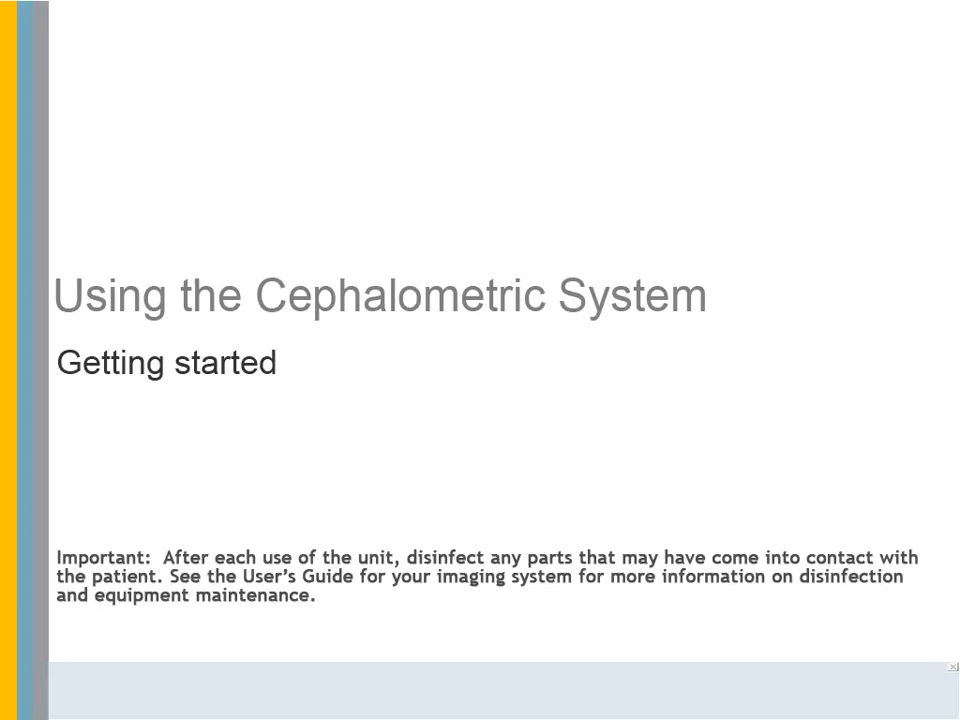 Using the Cephalometric System
Getting started
Important:  After each use of the unit, disinfect any parts that may have come into contact with
the patient. See the User's Guide for your imaging system for more information on disinfection
and equipment maintenance.